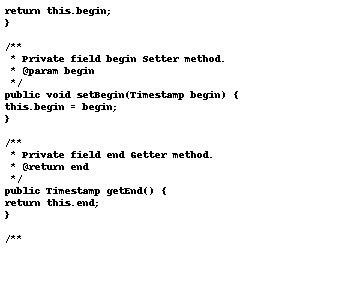 return this.begin;
}
/**
* Private field begin Setter method.
* @param begin
*/
public void setBegin(Timestamp begin) {
this.begin = begin;
}
/**
* Private field end Getter method.
* @return end
*/
public Timestamp getEnd() {
return this.end;
}
/**